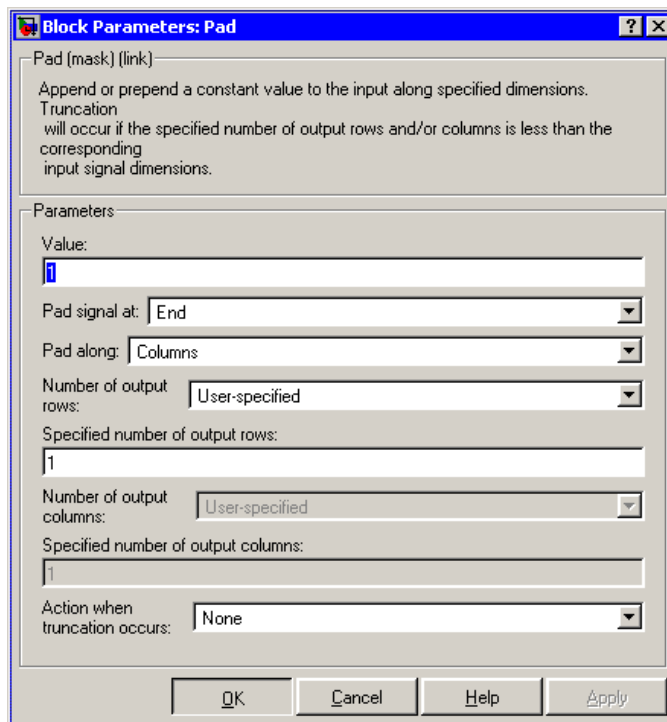 Block Parameters: Pad
Pad (mask) (link)
Append or prepend a constant value to the input along specified dimensions.
Truncation
will occur if the specified number of output rows and/or columns is less than the
corresponding
input signal dimensions.
Parameters
Value:
1
Pad signal at: End
Pad along: Columns
Number of output
rows:
User-specified
Specified number of output rows:
1
Number of output
columns:
User-specified
Specified number of output columns:
1
Action when
truncation occurs:
None
OK Cancel Help Apply